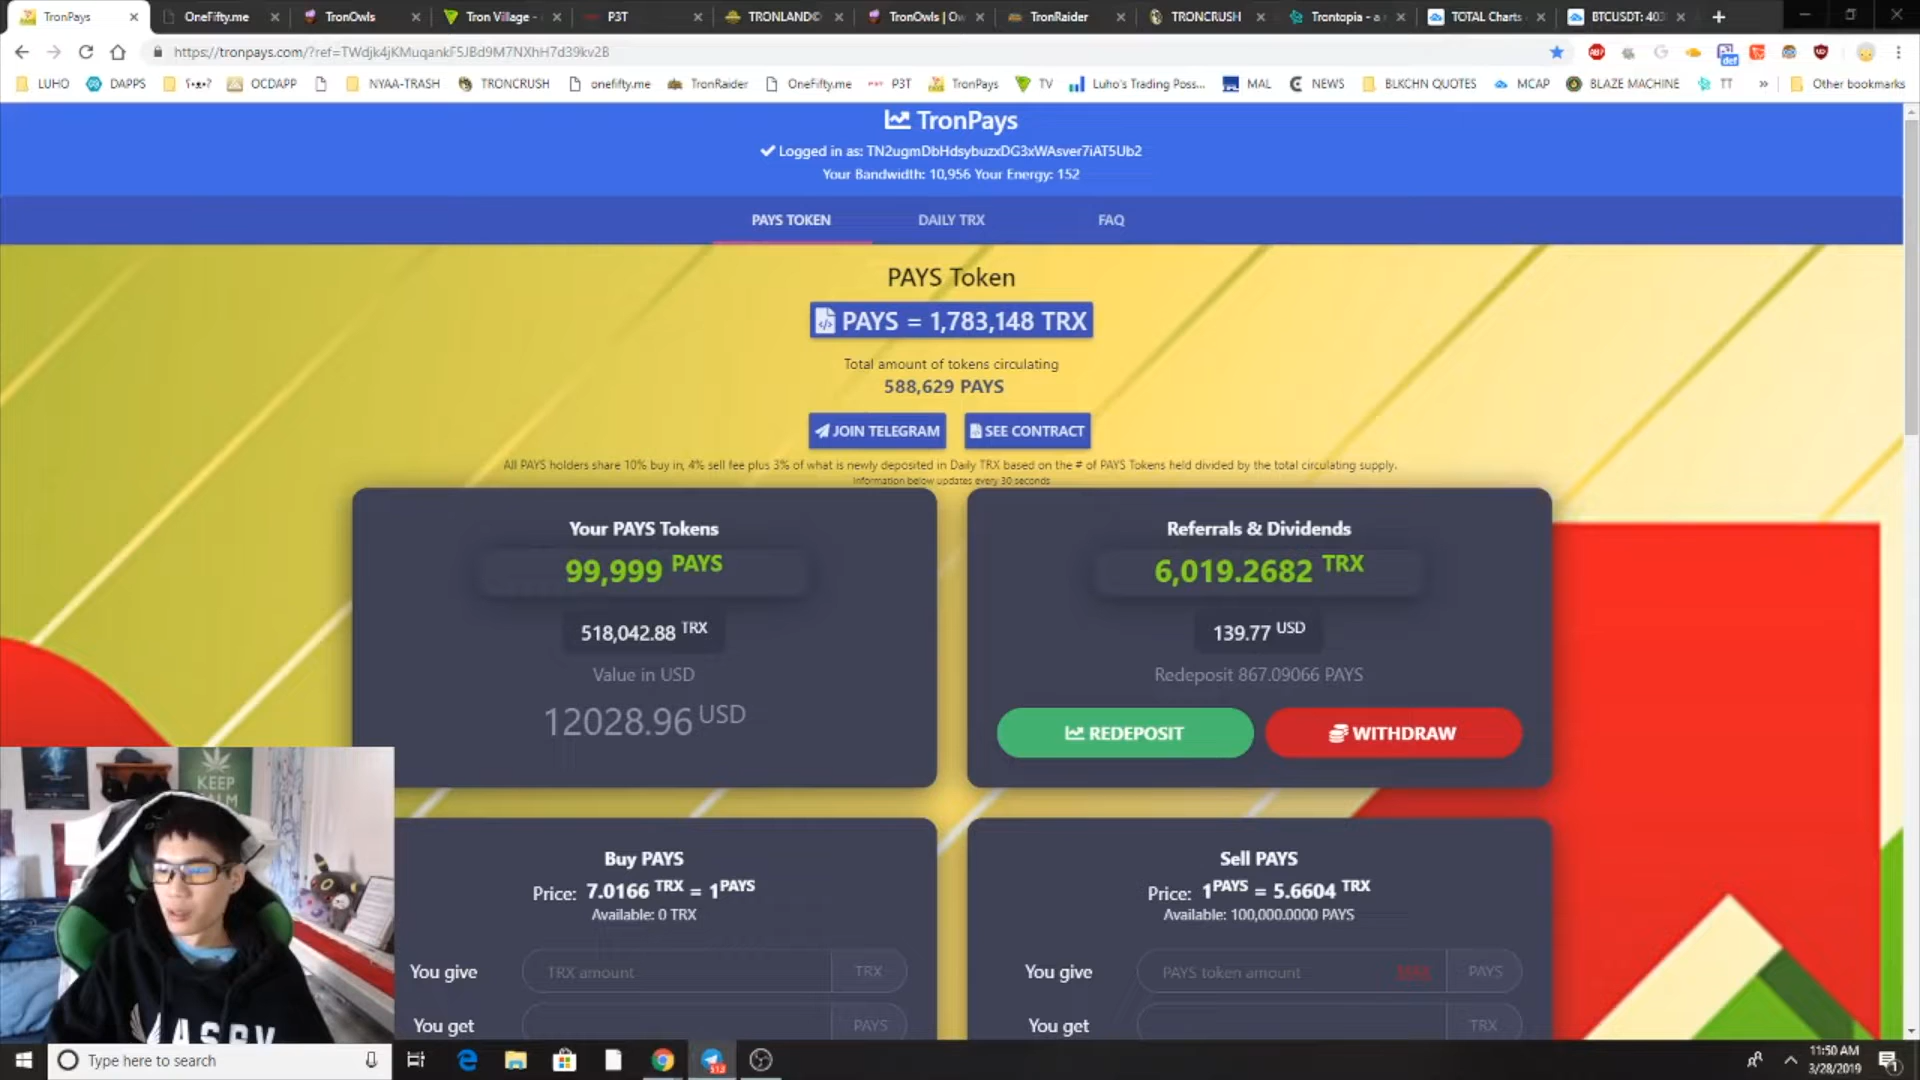 TronPays
OneFifty.me
TronOwls
Tron Village -
P3T
TRONLAND©
TronOwls | Ow
TronRaider
TRONCRUSH
Trontopia - a
TOTAL Charts
BTCUSDT: 403
https://tronpays.com/?ref=TWdjk4jKMuqankF5JBd9M7NXhH7d39kv2B
LUHO
DAPPS
OCDAPP
NYAA-TRASH
TRONCRUSH
onefifty.me
TronRaider
OneFifty.me
P3T
TronPays
TV
Luho's Trading Poss...
MAL
NEWS
BLKCHN QUOTES
MCAP
BLAZE MACHINE
TT
»
Other bookmarks
TronPays
Logged in as: TN2ugmDbHdsybuzxDG3xWAsver7iAT5Ub2
Your Bandwidth: 10,956 Your Energy: 152
PAYS TOKEN
DAILY TRX
FAQ
PAYS Token
PAYS = 1,783,148 TRX
Total amount of tokens circulating
588,629 PAYS
JOIN TELEGRAM
SEE CONTRACT
All PAYS holders share 10% buy in, 4% sell fee plus 3% of what is newly deposited in Daily TRX based on the # of PAYS Tokens held divided by the total circulating supply.
Information below updates every 30 seconds
Your PAYS Tokens
99,999 PAYS
518,042.88 TRX
Value in USD
12028.96 USD
Referrals & Dividends
6,019.2682 TRX
139.77 USD
Redeposit 867.09066 PAYS
REDEPOSIT
WITHDRAW
Buy PAYS
Price: 7.0166 TRX = 1 PAYS
Available: 0 TRX
You give
TRX amount
TRX
You get
PAYS
Sell PAYS
Price: 1 PAYS = 5.6604 TRX
Available: 100,000.0000 PAYS
You give
PAYS token amount
MAX
PAYS
You get
TRX
KEEP
CALM
Type here to search
11:50 AM
3/28/2019